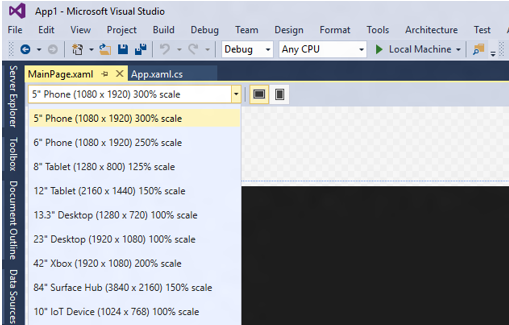 App1 - Microsoft Visual Studio
File Edit View Project Build Debug Team Design Format Tools Architecture Test
Debug Any CPU Local Machine
MainPage.xaml App.xaml.cs
5" Phone (1080 x 1920) 300% scale
5" Phone (1080 x 1920) 300% scale
6" Phone (1080 x 1920) 250% scale
8" Tablet (1280 x 800) 125% scale
12" Tablet (2160 x 1440) 150% scale
13.3" Desktop (1280 x 720) 100% scale
23" Desktop (1920 x 1080) 100% scale
42" Xbox (1920 x 1080) 200% scale
84" Surface Hub (3840 x 2160) 150% scale
10" IoT Device (1024 x 768) 100% scale
Server Explorer
Toolbox
Document Outline
Data Sources